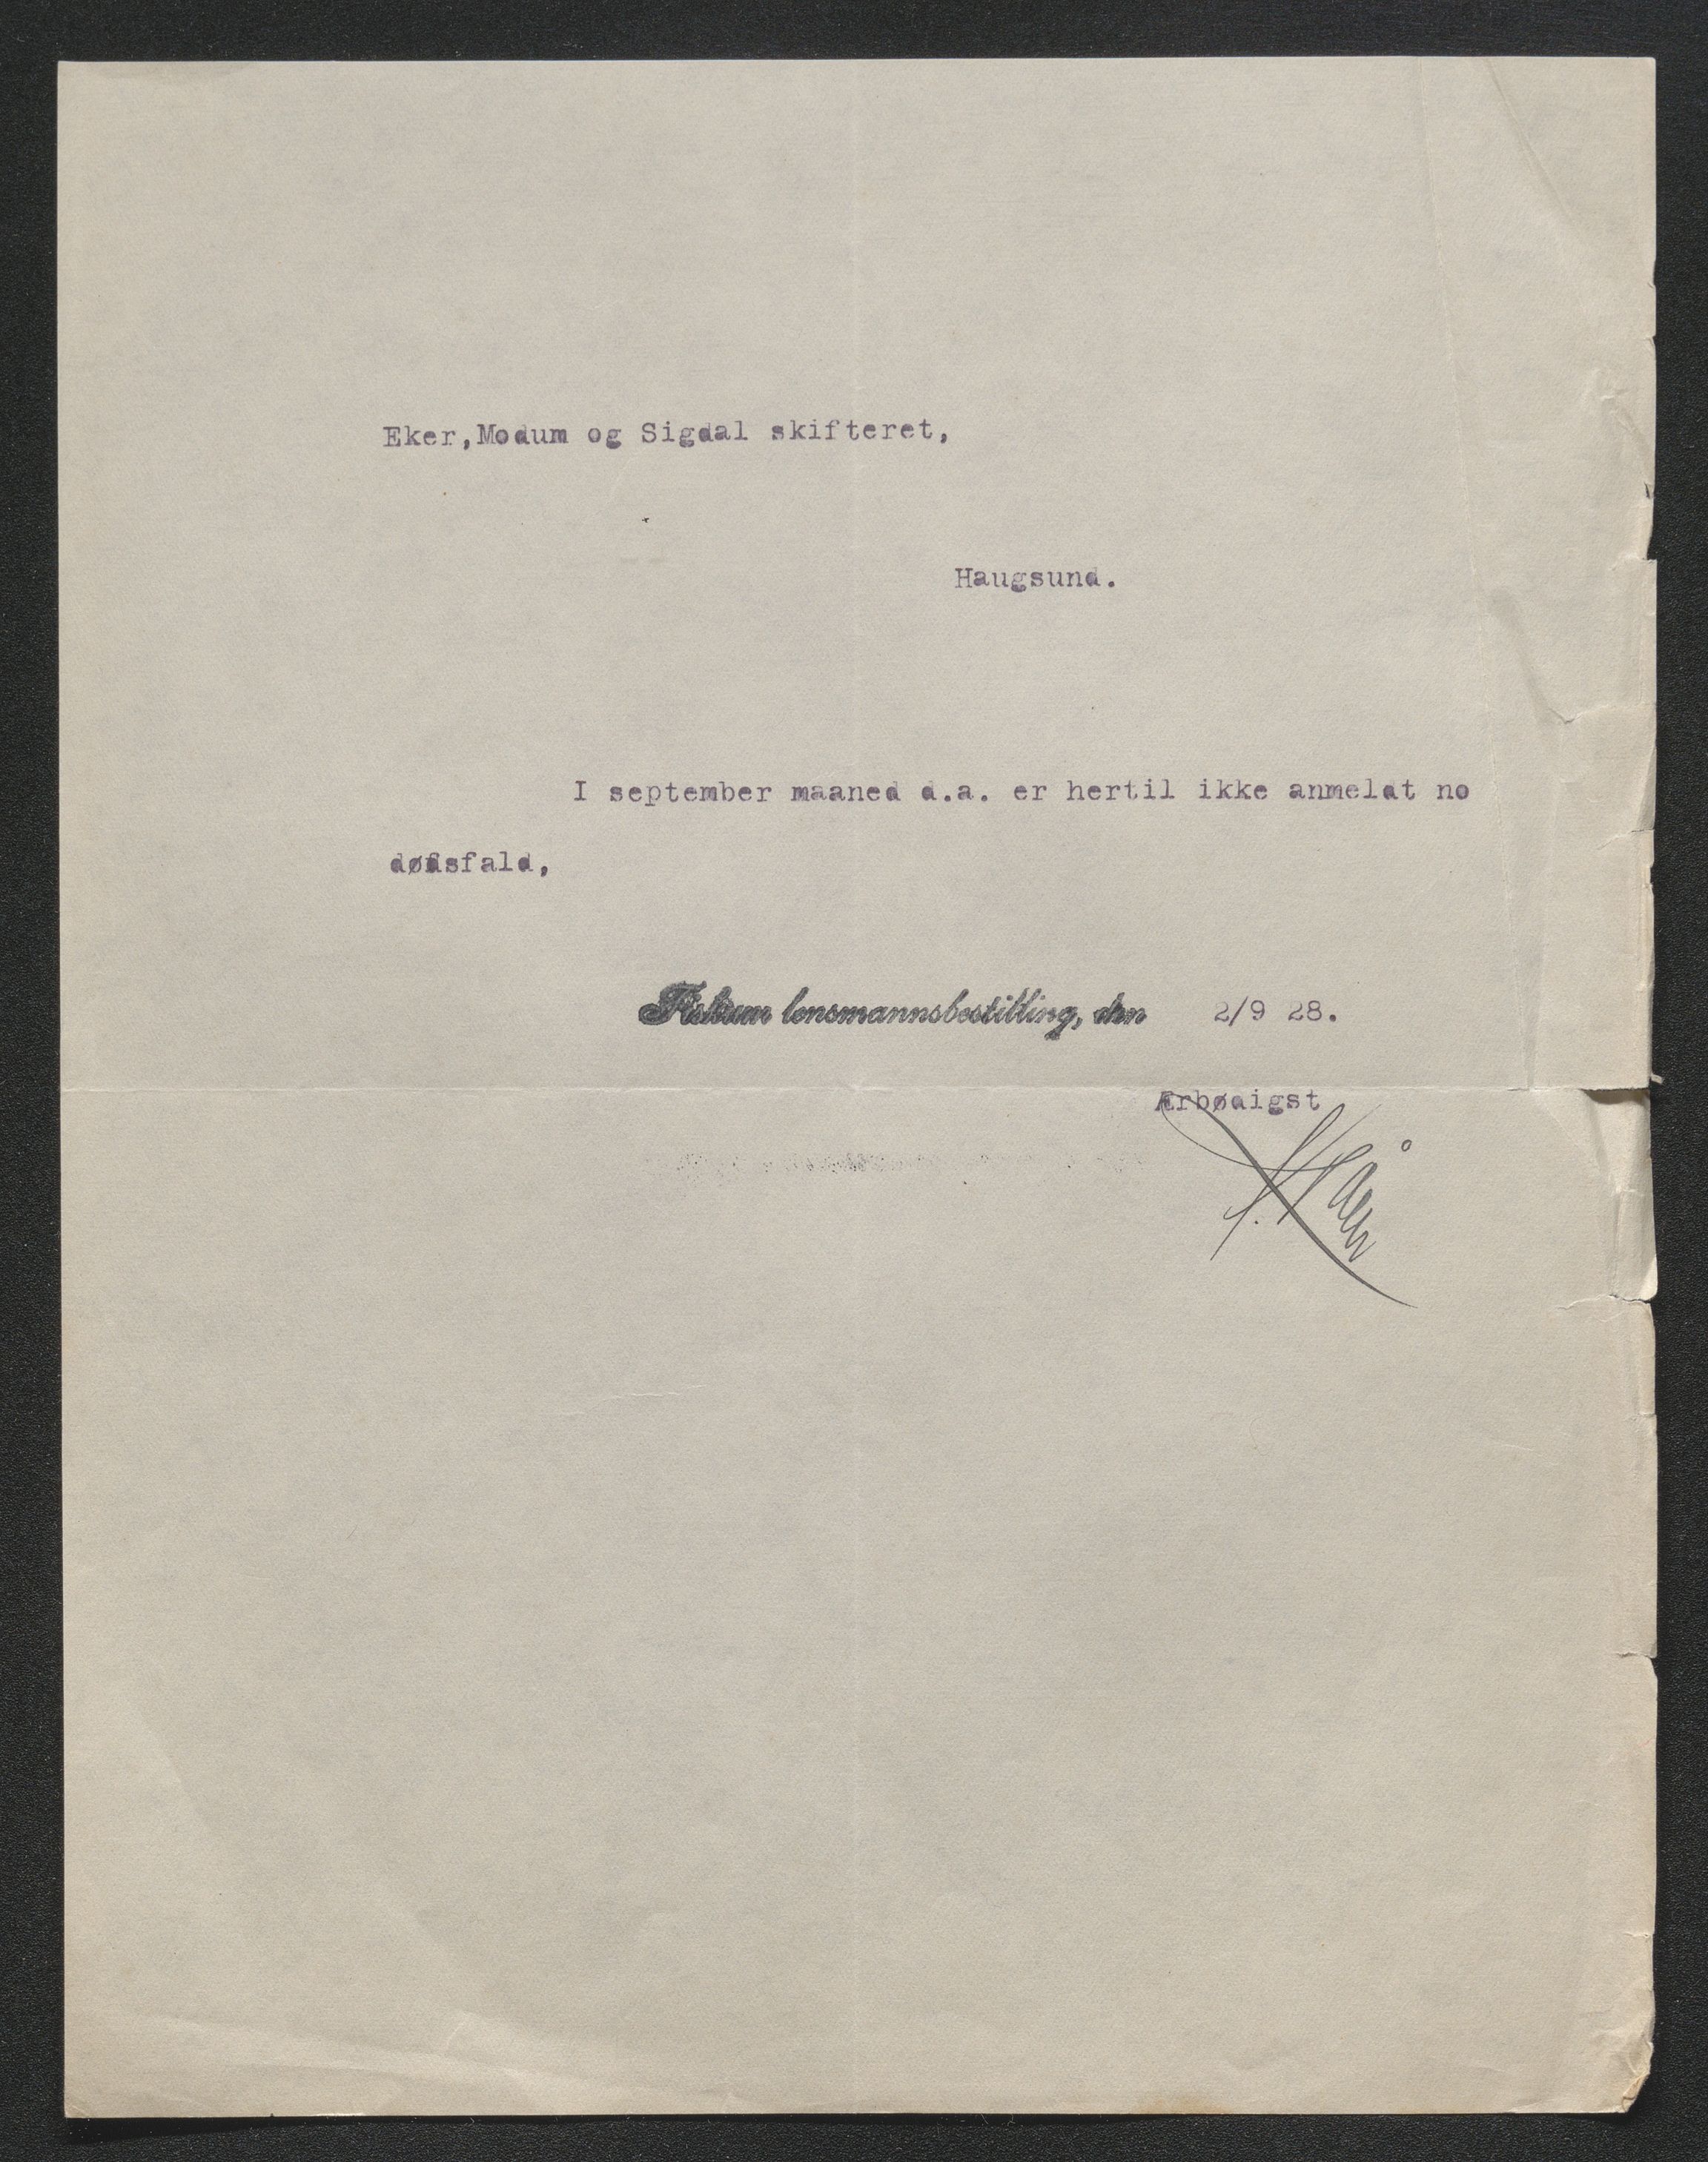 Eker,Modum og Sigdal skifteret,
Haugsund.
I september maaned d.a. er hertil ikke anmeldt no
dødsfald,
Fiskum lensmannsbestilling, den 2/9 28.
Ærbødigst